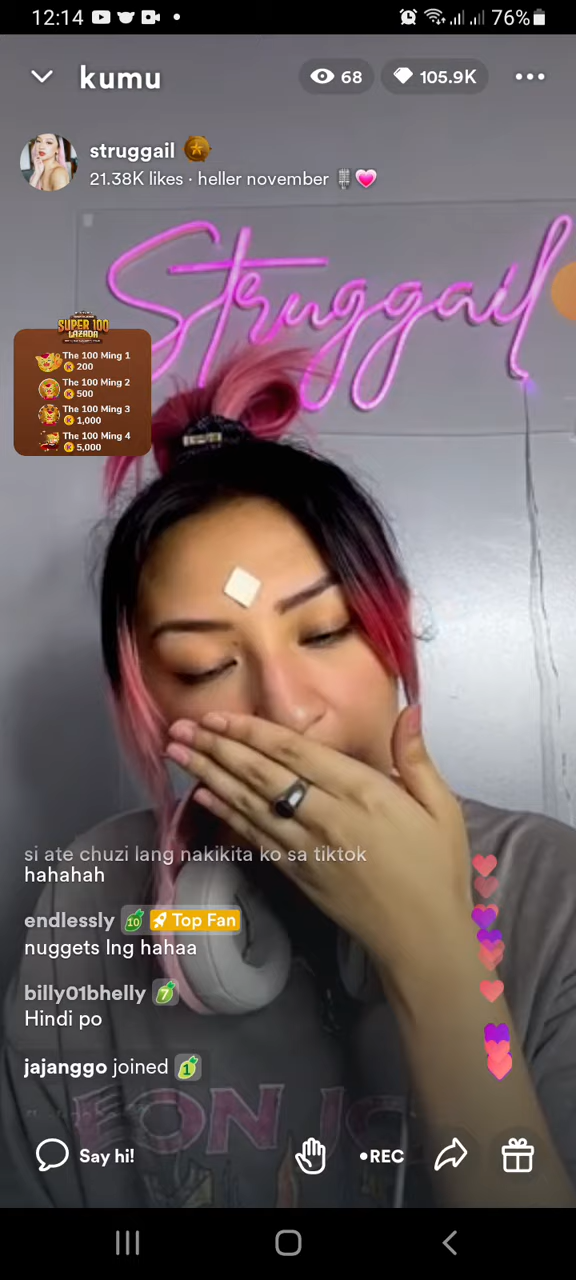 12:14
76%
kumu
68
105.9K
struggail
21.38K likes · heller november
Struggail
SUPER 100
LAZADA
The 100 Ming 1
200
The 100 Ming 2
500
The 100 Ming 3
1,000
The 100 Ming 4
5,000
si ate chuzi lang nakikita ko sa tiktok
hahahah
endlessly 10 Top Fan
nuggets lng hahaa
billy01bhelly 7
Hindi po
jajanggo joined 1
EON
Say hi!
•REC